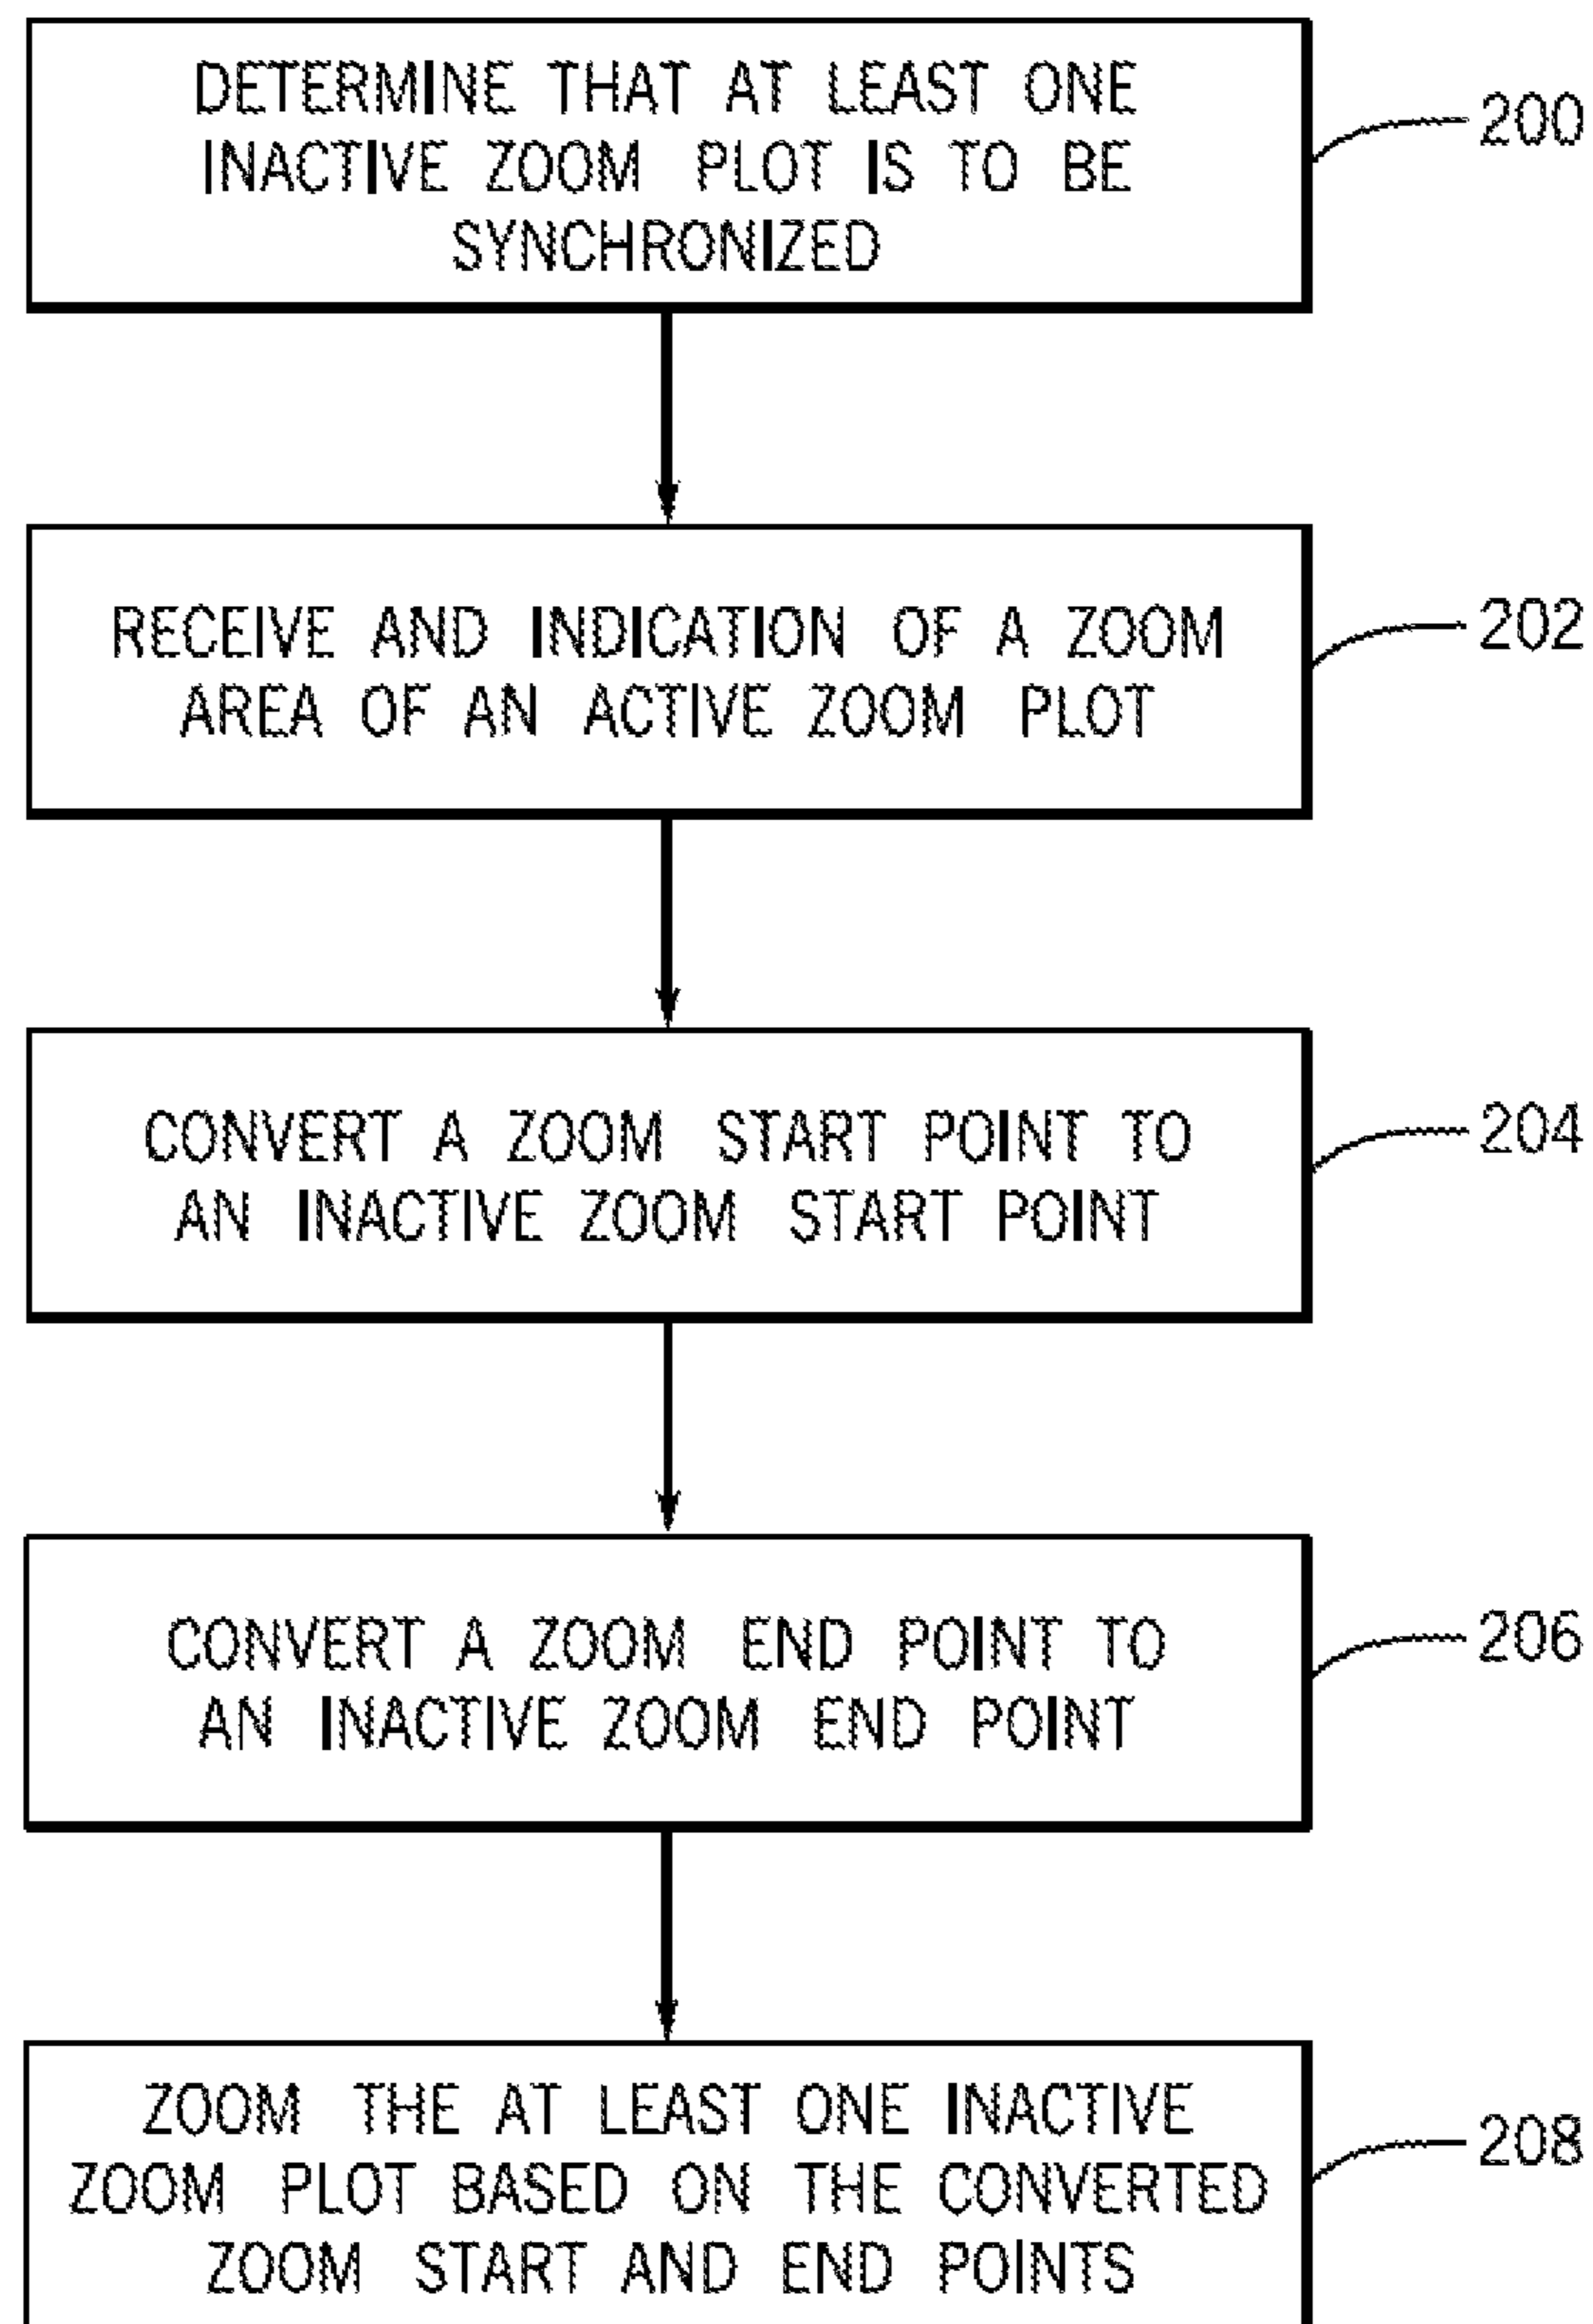 DETERMINE THAT AT LEAST ONE
INACTIVE ZOOM PLOT IS TO BE
SYNCHRONIZED
200
RECEIVE AND INDICATION OF A ZOOM
AREA OF AN ACTIVE ZOOM PLOT
202
CONVERT A ZOOM START POINT TO
AN INACTIVE ZOOM START POINT
204
CONVERT A ZOOM END POINT TO
AN INACTIVE ZOOM END POINT
206
ZOOM THE AT LEAST ONE INACTIVE
ZOOM PLOT BASED ON THE CONVERTED
ZOOM START AND END POINTS
208